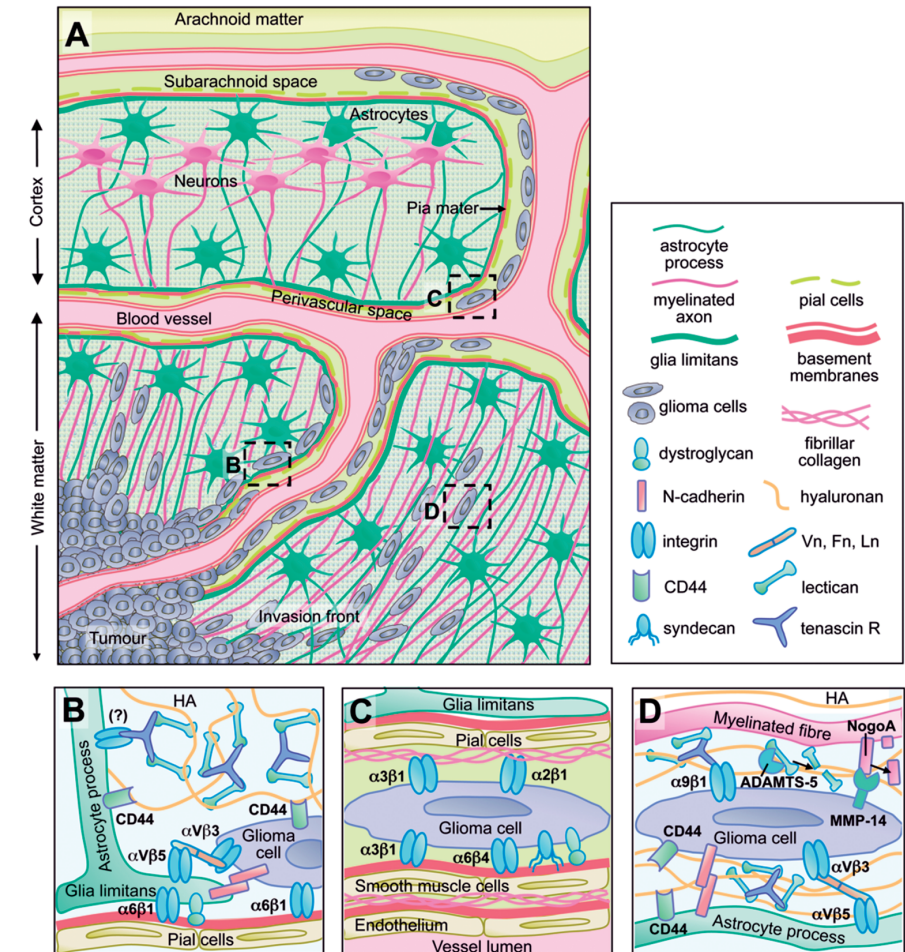 A
Arachnoid matter
Subarachnoid space
Astrocytes
Neurons
Pia mater
Cortex
C
Perivascular space
Blood vessel
White matter
B
D
Invasion front
Tumour
astrocyte
process
myelinated
axon
pial cells
glia limitans
basement
membranes
glioma cells
fibrillar
collagen
dystroglycan
N-cadherin
hyaluronan
integrin
Vn, Fn, Ln
CD44
lectican
syndecan
tenascin R
B
HA
(?)
Astrocyte process
CD44
CD44
αVβ3
αVβ5
Glioma
cell
Glia limitans
α6β1
α6β1
Pial cells
C
Glia limitans
Pial cells
α3β1
α2β1
Glioma cell
α3β1
α6β4
Smooth muscle cells
Endothelium
Vessel lumen
D
HA
Myelinated fibre
NogoA
α9β1
ADAMTS-5
MMP-14
CD44
Glioma cell
αVβ3
αVβ5
CD44
Astrocyte process